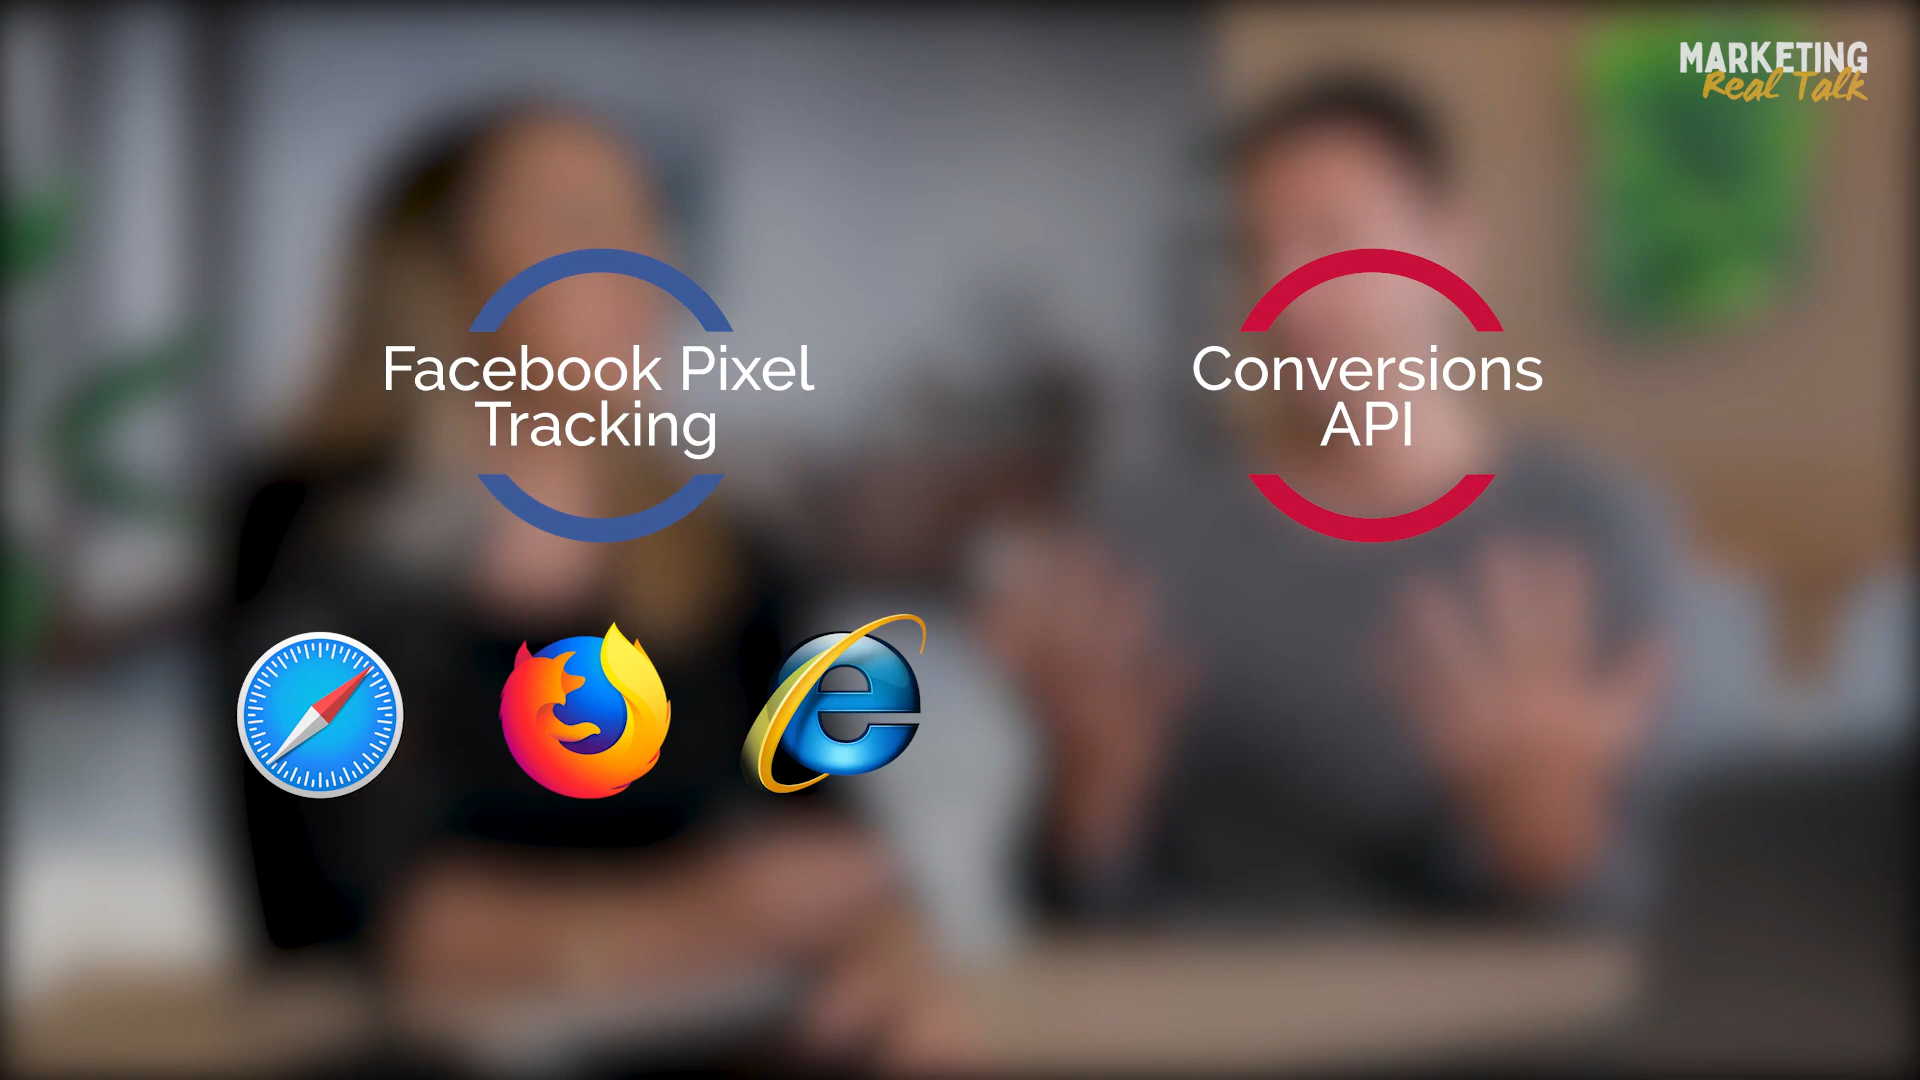 MARKETING
Real Talk
Facebook Pixel
Tracking
Conversions
API